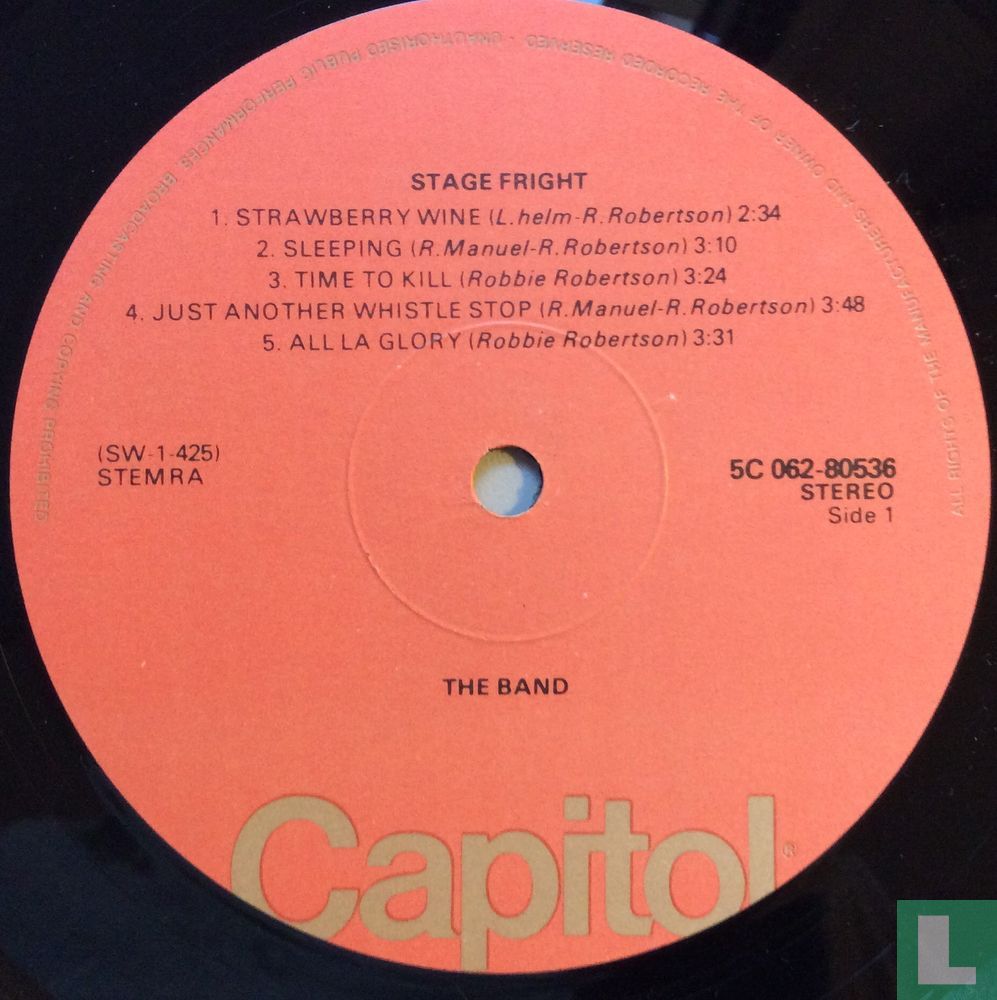 ALL RIGHTS OF THE MANUFACTURERS AND OWNER OF THE RECORDED RESERVED - UNAUTHORISED PUBLIC PERFORMANCES BROADCASTING AND COPYING PROHIBITED
STAGE FRIGHT
1. STRAWBERRY WINE (L.helm-R.Robertson) 2:34
2. SLEEPING (R.Manuel-R.Robertson) 3:10
3. TIME TO KILL (Robbie Robertson) 3:24
4. JUST ANOTHER WHISTLE STOP (R.Manuel-R.Robertson) 3:48
5. ALL LA GLORY (Robbie Robertson) 3:31
(SW-1-425)
STEMRA
5C 062-80536
STEREO
Side 1
THE BAND
Capitol®
L